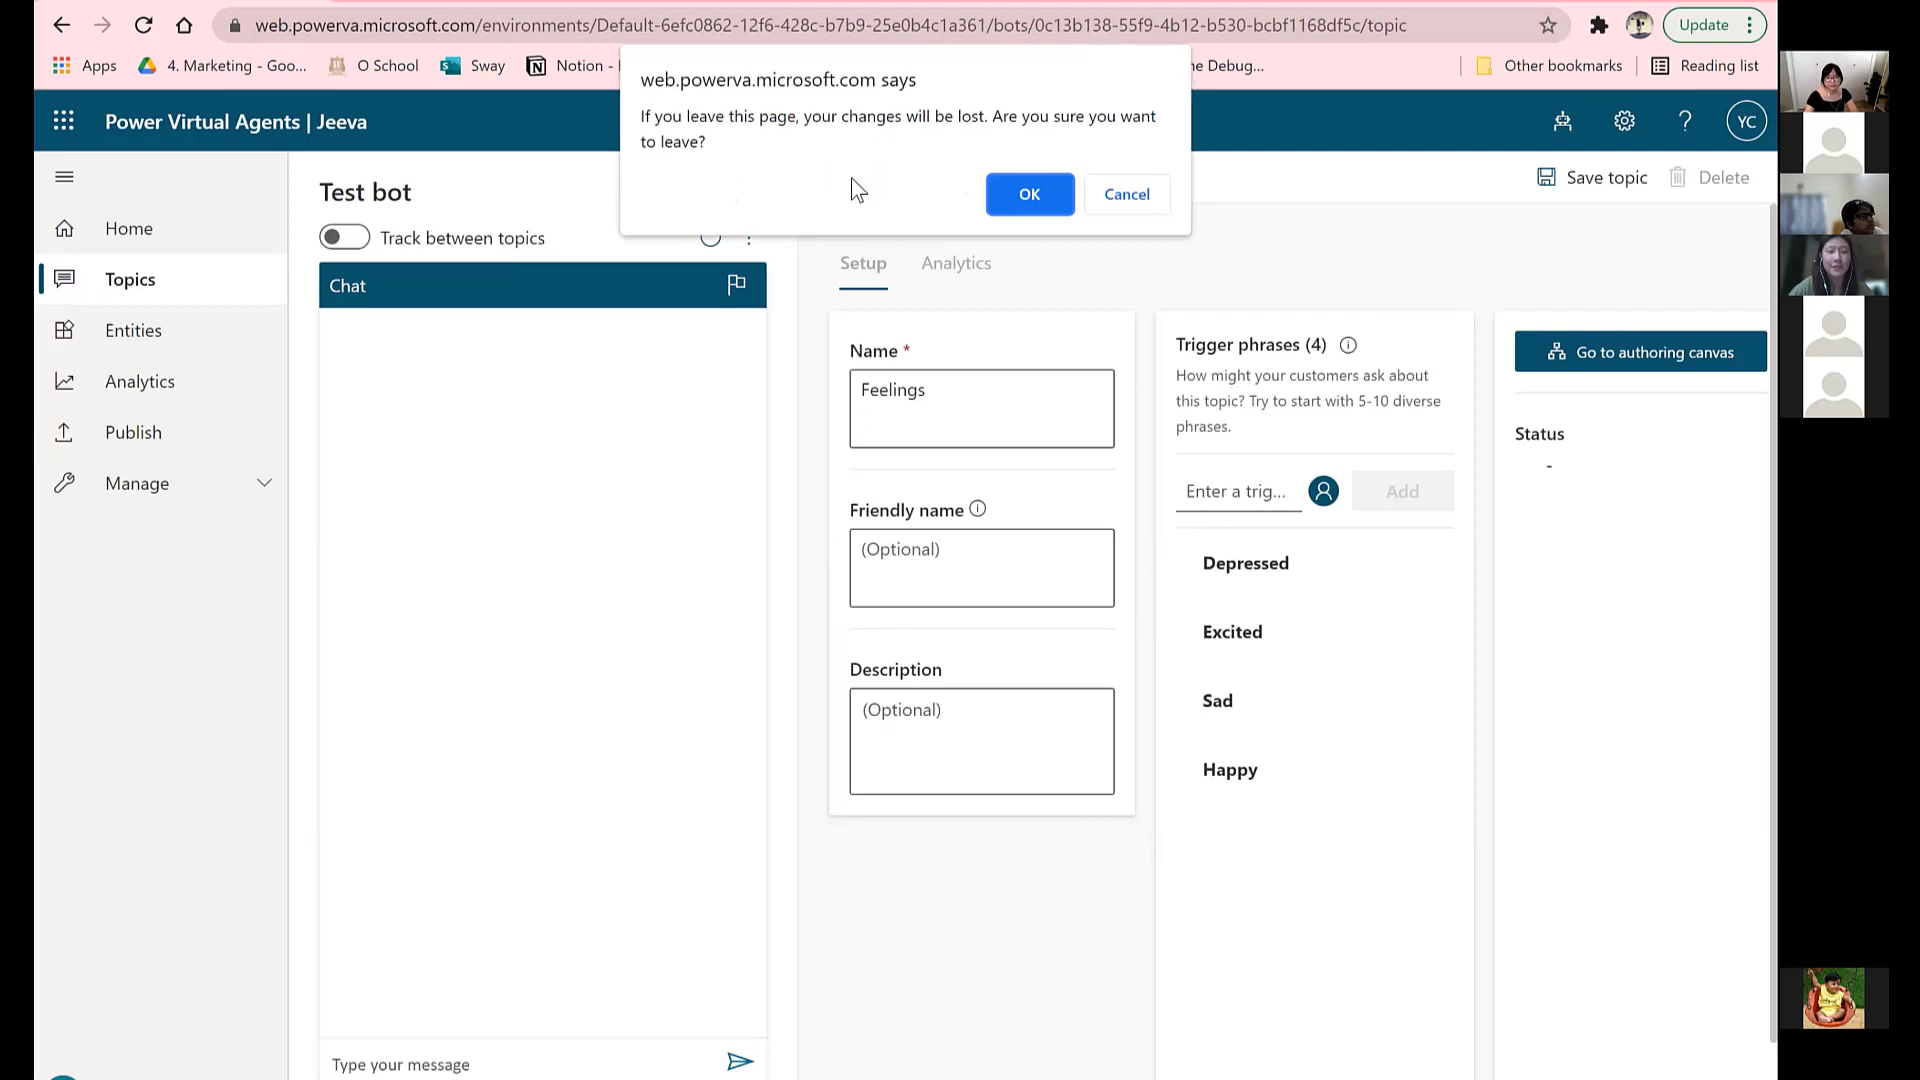 web.powerva.microsoft.com/environments/Default-6efc0862-12f6-428c-b7b9-25e0b4c1a361/bots/0c13b138-55f9-4b12-b530-bcbf1168df5c/topic
Update
Apps
4. Marketing - Goo...
O School
Sway
Notion -
ne Debug...
Other bookmarks
Reading list
web.powerva.microsoft.com says
If you leave this page, your changes will be lost. Are you sure you want
to leave?
OK
Cancel
Power Virtual Agents | Jeeva
YC
Home
Topics
Entities
Analytics
Publish
Manage
Test bot
Track between topics
Chat
Type your message
Save topic
Delete
Setup
Analytics
Name *
Feelings
Friendly name
(Optional)
Description
(Optional)
Trigger phrases (4)
How might your customers ask about
this topic? Try to start with 5-10 diverse
phrases.
Enter a trig...
Add
Depressed
Excited
Sad
Happy
Go to authoring canvas
Status
-